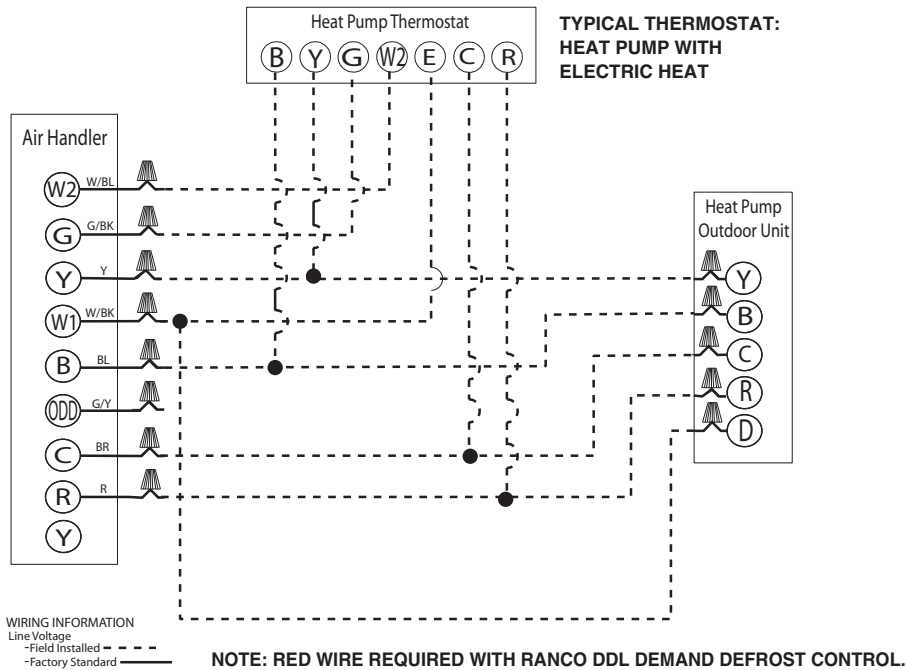 Heat Pump Thermostat
B Y G W2 E C R
TYPICAL THERMOSTAT:
HEAT PUMP WITH
ELECTRIC HEAT
Air Handler
W2 W/BL
G G/BK
Y Y
W1 W/BK
B BL
ODD G/Y
C BR
R R
Y
Heat Pump
Outdoor Unit
Y
B
C
R
D
WIRING INFORMATION
Line Voltage
-Field Installed
-Factory Standard
NOTE: RED WIRE REQUIRED WITH RANCO DDL DEMAND DEFROST CONTROL.